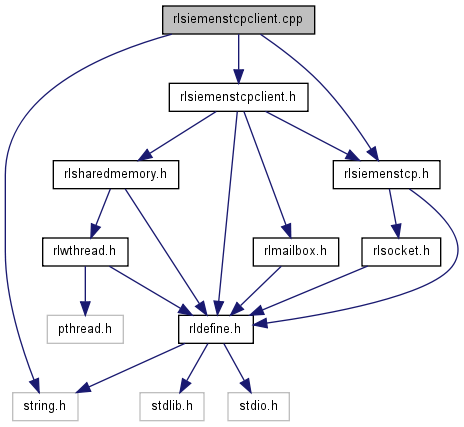 rlsiemenstcpclient.cpp
rlsiemenstcpclient.h
rlsharedmemory.h
rlsiemenstcp.h
rlwthread.h
rlmailbox.h
rlsocket.h
pthread.h
rldefine.h
string.h
stdlib.h
stdio.h